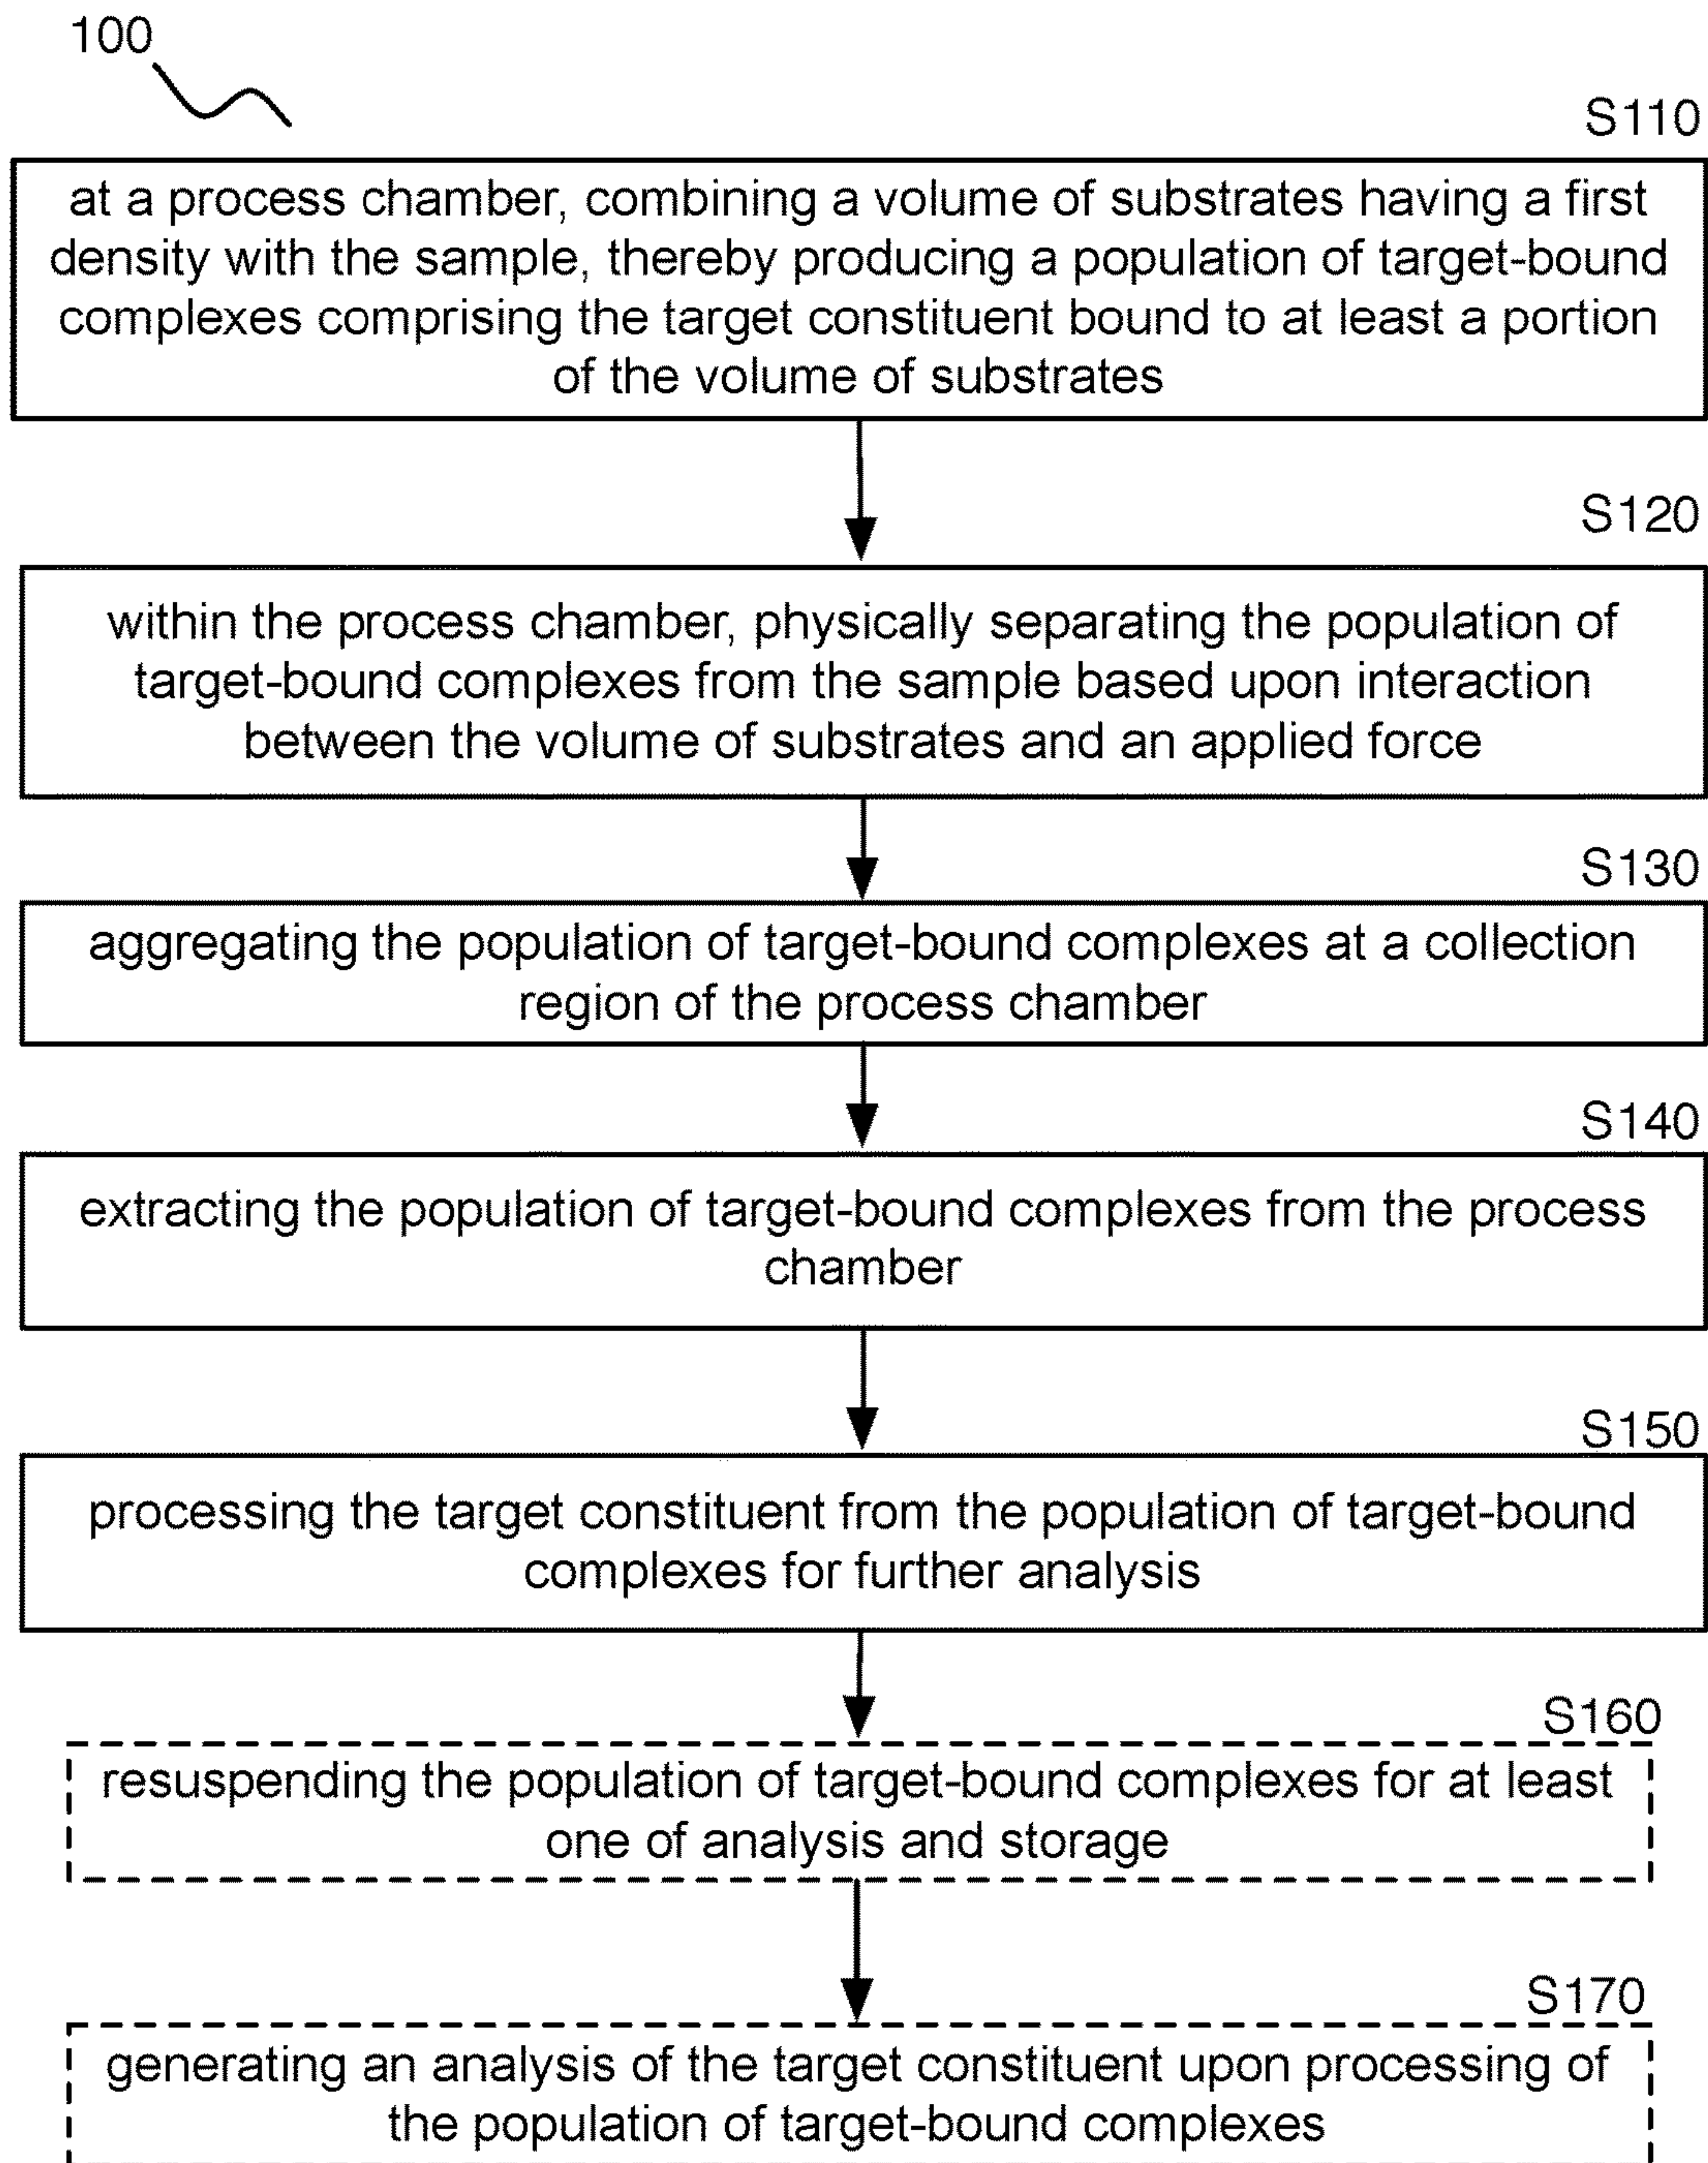 100
S110
at a process chamber, combining a volume of substrates having a first
density with the sample, thereby producing a population of target-bound
complexes comprising the target constituent bound to at least a portion
of the volume of substrates
S120
within the process chamber, physically separating the population of
target-bound complexes from the sample based upon interaction
between the volume of substrates and an applied force
S130
aggregating the population of target-bound complexes at a collection
region of the process chamber
S140
extracting the population of target-bound complexes from the process
chamber
S150
processing the target constituent from the population of target-bound
complexes for further analysis
S160
resuspending the population of target-bound complexes for at least
one of analysis and storage
S170
generating an analysis of the target constituent upon processing of
the population of target-bound complexes